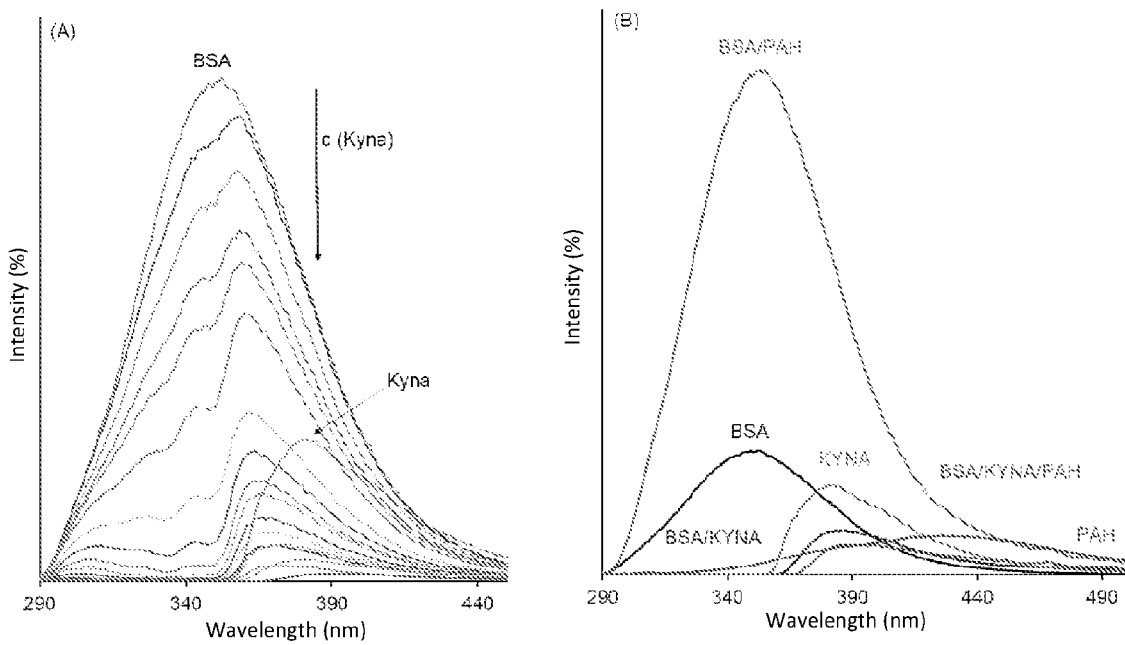 (A)
BSA
c (Kyna)
Kyna
Intensity (%)
290 340 390 440
Wavelength (nm)
(B)
BSA/PAH
BSA
KYNA
BSA/KYNA/PAH
BSA/KYNA
PAH
Intensity (%)
290 340 390 440 490
Wavelength (nm)